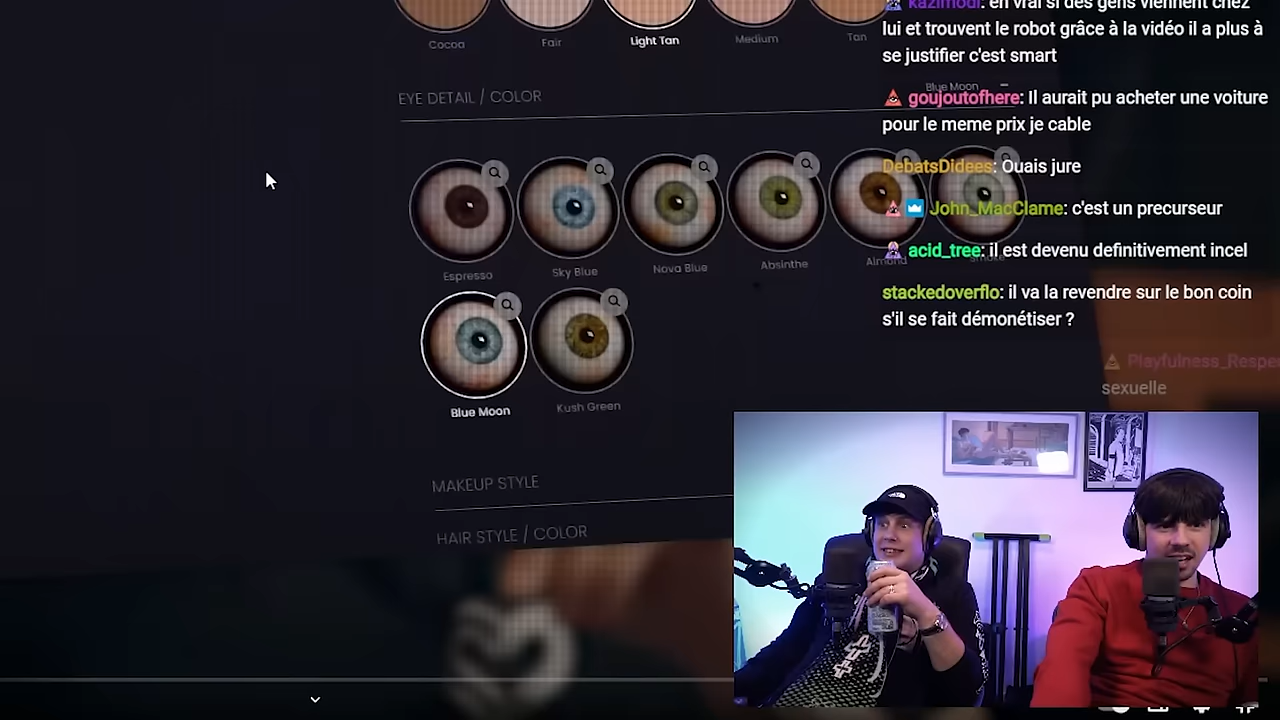 Cocoa
Fair
Light Tan
Medium
Tan
EYE DETAIL / COLOR
Blue Moon
Espresso
Sky Blue
Nova Blue
Absinthe
Almond
Smoke
Blue Moon
Kush Green
MAKEUP STYLE
HAIR STYLE / COLOR
kazimodi: en vrai si des gens viennent chez
lui et trouvent le robot grâce à la vidéo il a plus à
se justifier c'est smart
goujoutofhere: Il aurait pu acheter une voiture
pour le meme prix je cable
DebatsDidees: Ouais jure
John_MacClame: c'est un precurseur
acid_tree: il est devenu definitivement incel
stackedoverflo: il va la revendre sur le bon coin
s'il se fait démonétiser ?
sexuelle